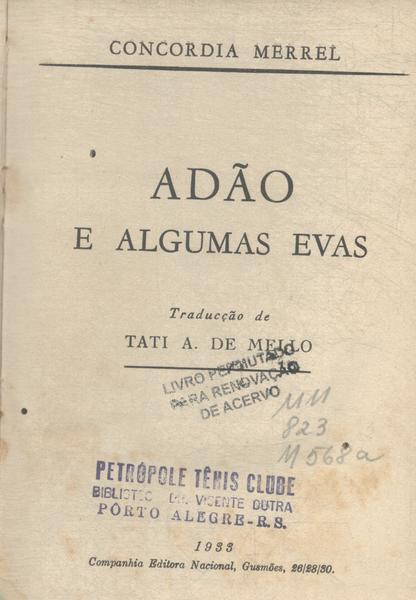 CONCORDIA MERREL
ADÃO
E ALGUMAS EVAS
Traducção de
TATI A. DE MELLO
LIVRO PERMUTADO
PARA RENOVAÇÃO
DE ACERVO
823
M568a
PETRÓPOLE TÊNIS CLUBE
DR. VICENTE DUTRA
PÔRTO ALEGRE-R.S.
1933
Companhia Editora Nacional, Gusmões, 26/28/30.